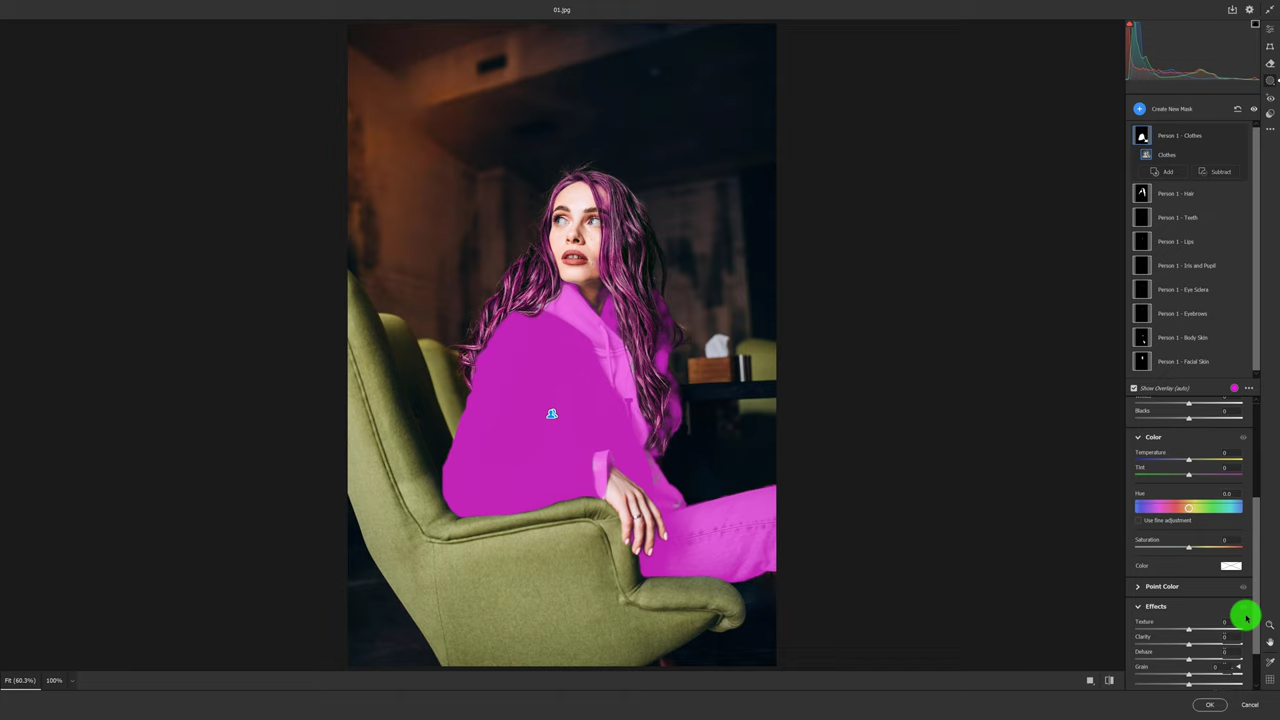 01.jpg
Create New Mask
Person 1 - Clothes
Clothes
Add Subtract
Person 1 - Hair
Person 1 - Teeth
Person 1 - Lips
Person 1 - Iris and Pupil
Person 1 - Eye Sclera
Person 1 - Eyebrows
Person 1 - Body Skin
Person 1 - Facial Skin
Show Overlay (auto)
Blacks 0
Color
Temperature 0
Tint 0
Hue 0.0
Use fine adjustment
Saturation 0
Color
Point Color
Effects
Texture 0
Clarity 0
Dehaze 0
Grain 0
Fit (60.3%) 100%
OK Cancel